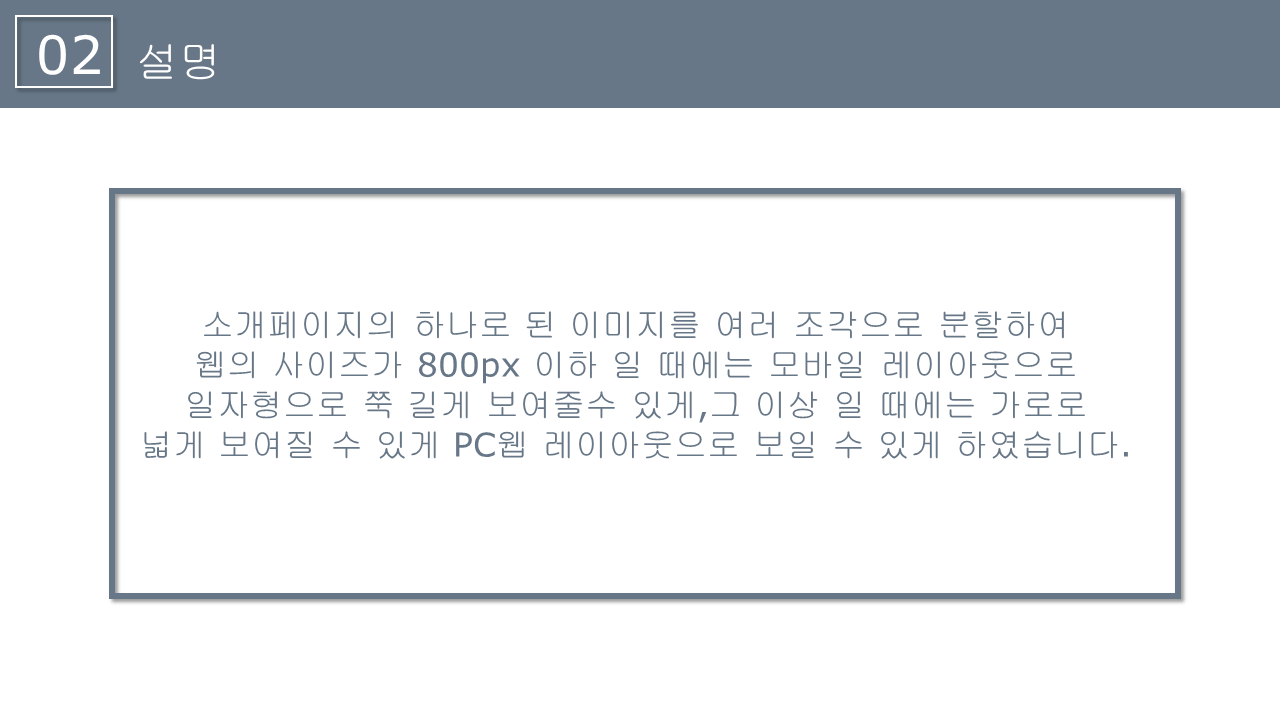 02 설명
소개페이지의 하나로 된 이미지를 여러 조각으로 분할하여
웹의 사이즈가 800px 이하 일 때에는 모바일 레이아웃으로
일자형으로 쭉 길게 보여줄수 있게,그 이상 일 때에는 가로로
넓게 보여질 수 있게 PC웹 레이아웃으로 보일 수 있게 하였습니다.